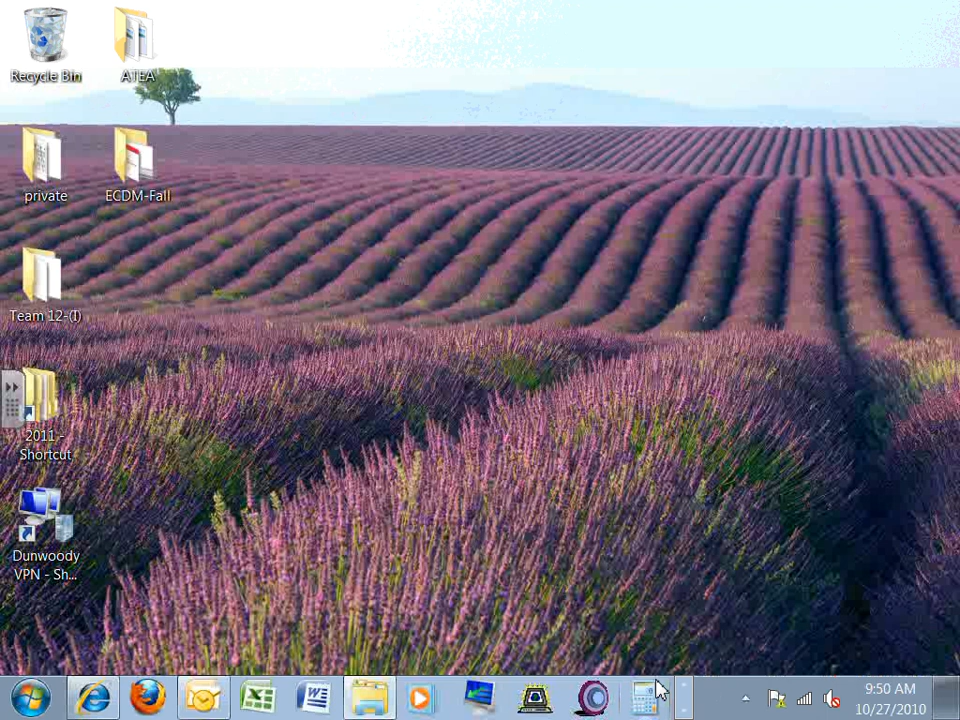 Recycle Bin
ATEA
private
ECDM-Fall
Team 12-(1)
2011 -
Shortcut
Dunwoody
VPN - Sh...
9:50 AM
10/27/2010